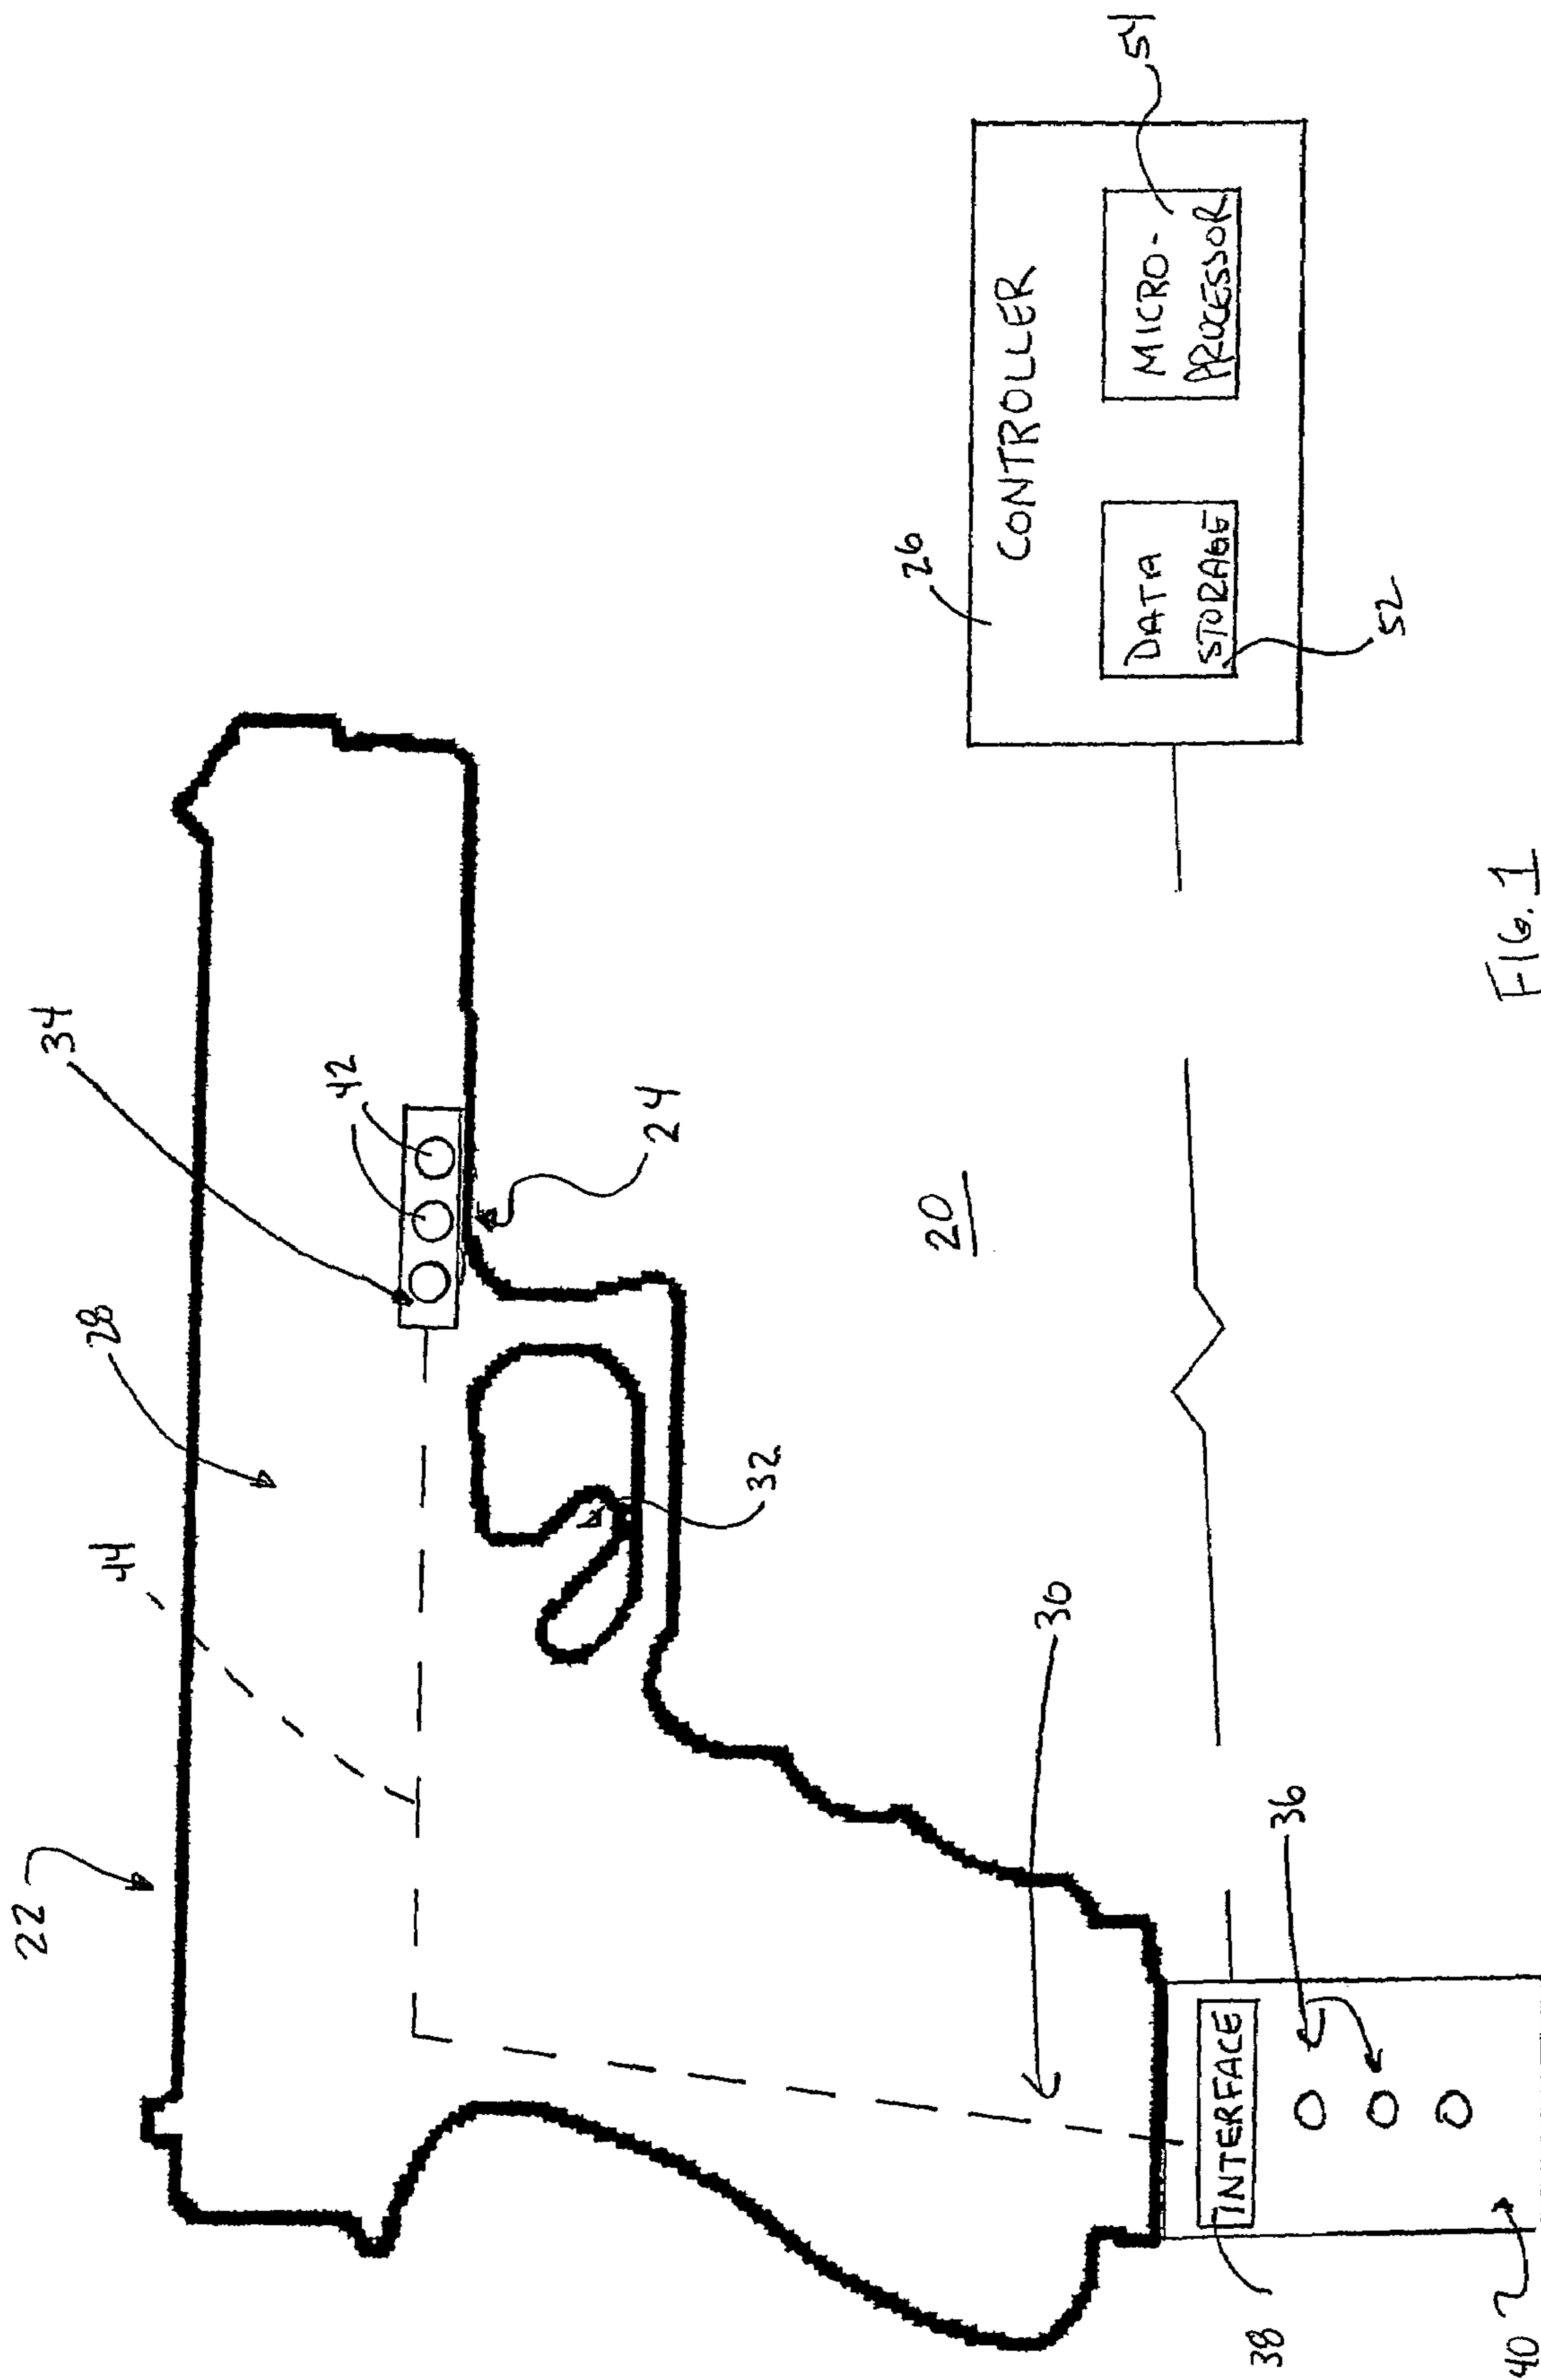 22
44
28
34
42
24
32
30
20
26
CONTROLLER
DATA
STORAGE
MICRO-
PROCESSOR
52
54
INTERFACE
38
36
40
FIG. 1